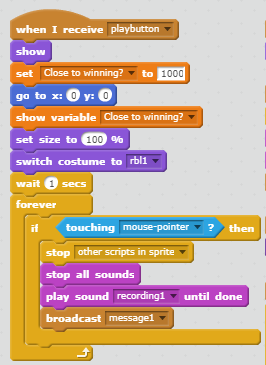 when I receive playbutton
show
set Close to winning? to 1000
go to x: 0 y: 0
show variable Close to winning?
set size to 100 %
switch costume to rbl1
wait 1 secs
forever
if touching mouse-pointer ? then
stop other scripts in sprite
stop all sounds
play sound recording1 until done
broadcast message1